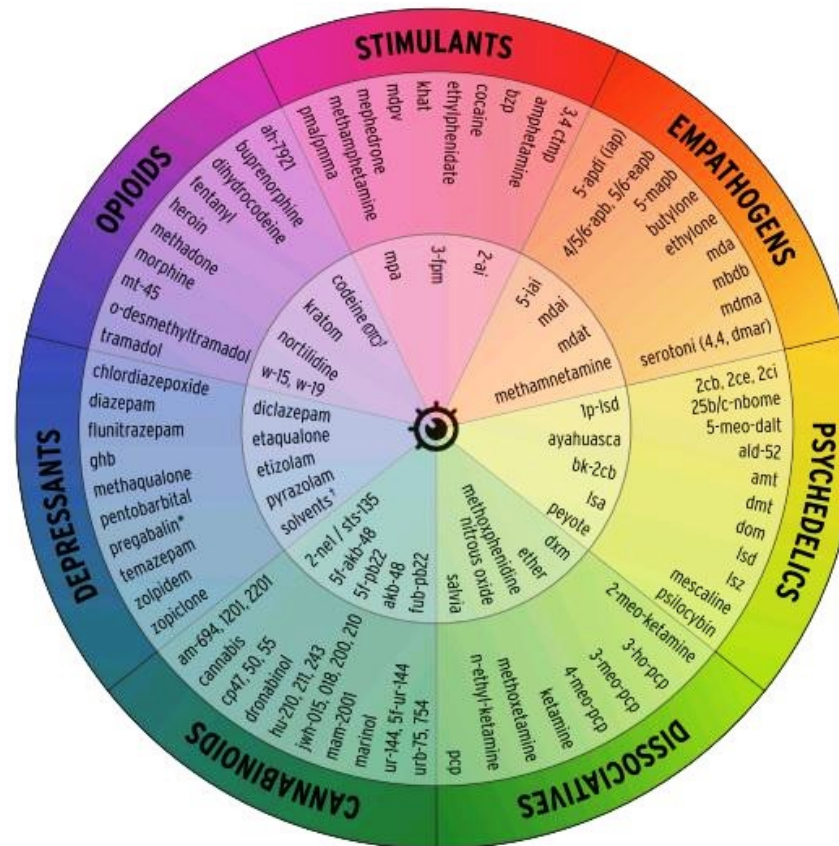 STIMULANTS
pma/pmma
methamphetamine
mephedrone
mdpv
khat
ethylphenidate
cocaine
bzp
amphetamine
3,4 ctmp
mpa
3-fpm
2-ai
EMPATHOGENS
5-apdi (iap)
4/5/6-apb, 5/6-eapb
5-mapb
butylone
ethylone
mda
mbdb
mdma
serotoni (4,4, dmar)
5-iai
mdai
mdat
methamnetamine
PSYCHEDELICS
2cb, 2ce, 2ci
25b/c-nbome
5-meo-dalt
ald-52
amt
dmt
dom
lsd
lsz
mescaline
psilocybin
1p-lsd
ayahuasca
bk-2cb
lsa
peyote
DISSOCIATIVES
2-meo-ketamine
3-ho-pcp
3-meo-pcp
4-meo-pcp
ketamine
methoxetamine
n-ethyl-ketamine
pcp
dxm
ether
methoxphenidine
nitrous oxide
salvia
CANNABINOIDS
am-694, 1201, 2201
cannabis
cp47, 50, 55
dronabinol
hu-210, 211, 243
jwh-015, 018, 200, 210
mam-2001
marinol
ur-144, 5f-ur-144
urb-75, 754
2-ne1 / sts-135
5f-akb-48
5f-pb22
akb-48
fub-pb22
DEPRESSANTS
chlordiazepoxide
diazepam
flunitrazepam
ghb
methaqualone
pentobarbital
pregabalin*
temazepam
zolpidem
zopiclone
diclazepam
etaqualone
etizolam
pyrazolam
solvents†
OPIOIDS
ah-7921
buprenorphine
dihydrocodeine
fentanyl
heroin
methadone
morphine
mt-45
o-desmethyltramadol
tramadol
codeine (OTC)†
kratom
nortilidine
w-15, w-19